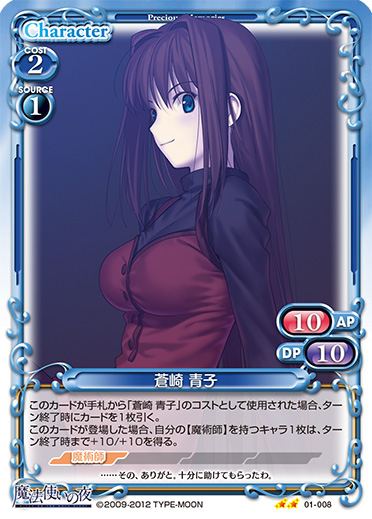 Precious Memories
Character
COST
2
SOURCE
1
10 AP
DP 10
蒼崎 青子
このカードが手札から「蒼崎 青子」のコストとして使用された場合、ター
ン終了時にカードを1枚引く。
このカードが登場した場合、自分の【魔術師】を持つキャラ1枚は、ター
ン終了時まで+10/+10を得る。
魔術師
……その、ありがと。十分に助けてもらったわ。
魔法使いの夜 ©2009-2012 TYPE-MOON 01-008